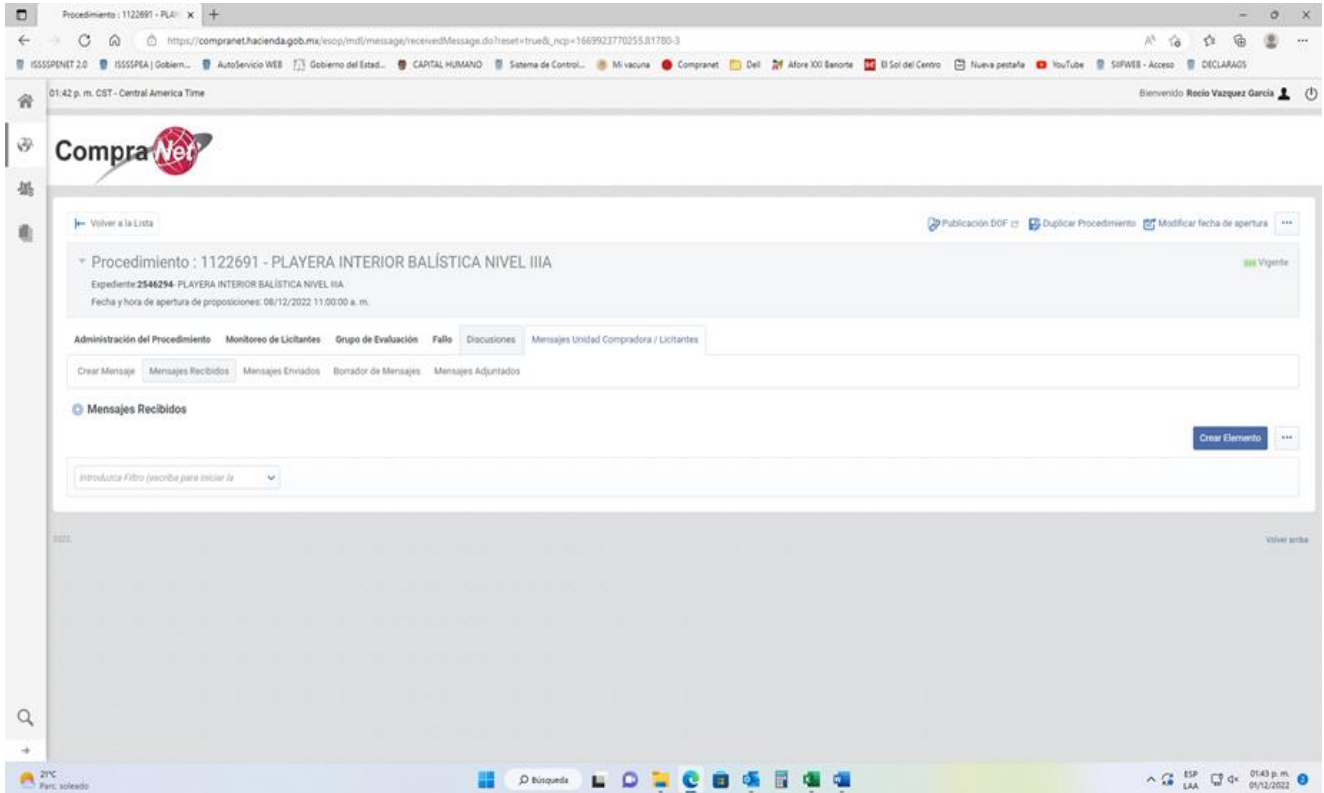 Procedimiento : 1122691 - PLAY
https://compranet.hacienda.gob.mx/esop/mdl/message/receivedMessage.do?reset=true&_ncp=1669923770255.81780-3
ISSSSPENET 2.0 ISSSSPEA | Gobiern... AutoServicio WEB Gobierno del Estad... CAPITAL HUMANO Sistema de Control... Mi vacuna Compranet Dell Afore XXI Banorte El Sol del Centro Nueva pestaña YouTube SIIFWEB - Acceso DECLARAGS
01:42 p. m. CST - Central America Time Bienvenido Rocio Vazquez Garcia
CompraNet
Volver a la Lista Publicación DOF Duplicar Procedimiento Modificar fecha de apertura
Procedimiento : 1122691 - PLAYERA INTERIOR BALÍSTICA NIVEL IIIA Vigente
Expediente:2546294- PLAYERA INTERIOR BALÍSTICA NIVEL IIIA
Fecha y hora de apertura de proposiciones: 08/12/2022 11:00:00 a. m.
Administración del Procedimiento Monitoreo de Licitantes Grupo de Evaluación Fallo Discusiones Mensajes Unidad Compradora / Licitantes
Crear Mensaje Mensajes Recibidos Mensajes Enviados Borrador de Mensajes Mensajes Adjuntados
Mensajes Recibidos
Crear Elemento
Introduzca Filtro (escriba para iniciar la
2022. Volver arriba
21°C
Parc. soleado
Búsqueda
ESP
LAA
01:43 p. m.
01/12/2022